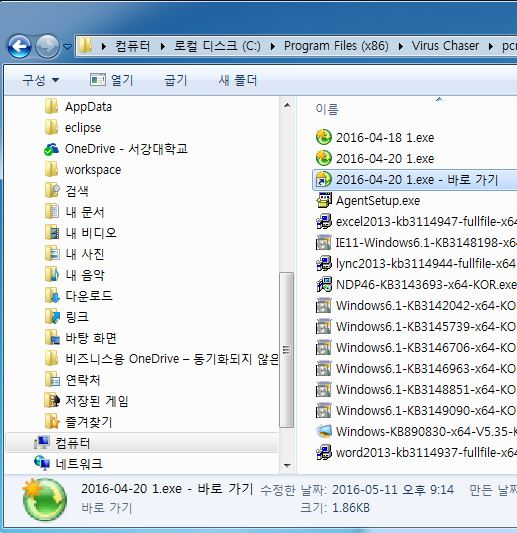 컴퓨터 ▸ 로컬 디스크 (C:) ▸ Program Files (x86) ▸ Virus Chaser ▸
구성 열기 굽기 새 폴더
AppData
eclipse
OneDrive - 서강대학교
workspace
검색
내 문서
내 비디오
내 사진
내 음악
다운로드
링크
바탕 화면
비즈니스용 OneDrive – 동기화되지 않은
연락처
저장된 게임
즐겨찾기
컴퓨터
네트워크
이름
2016-04-18 1.exe
2016-04-20 1.exe
2016-04-20 1.exe - 바로 가기
AgentSetup.exe
excel2013-kb3114947-fullfile-x64
IE11-Windows6.1-KB3148198-x
lync2013-kb3114944-fullfile-x64
NDP46-KB3143693-x64-KOR.exe
Windows6.1-KB3142042-x64-KOR
Windows6.1-KB3145739-x64-KOR
Windows6.1-KB3146706-x64-KOR
Windows6.1-KB3146963-x64-KOR
Windows6.1-KB3148851-x64-KOR
Windows6.1-KB3149090-x64-KOR
Windows-KB890830-x64-V5.35-K
word2013-kb3114937-fullfile-x64
2016-04-20 1.exe - 바로 가기 수정한 날짜: 2016-05-11 오후 9:14 만든 날짜
바로 가기 크기: 1.86KB